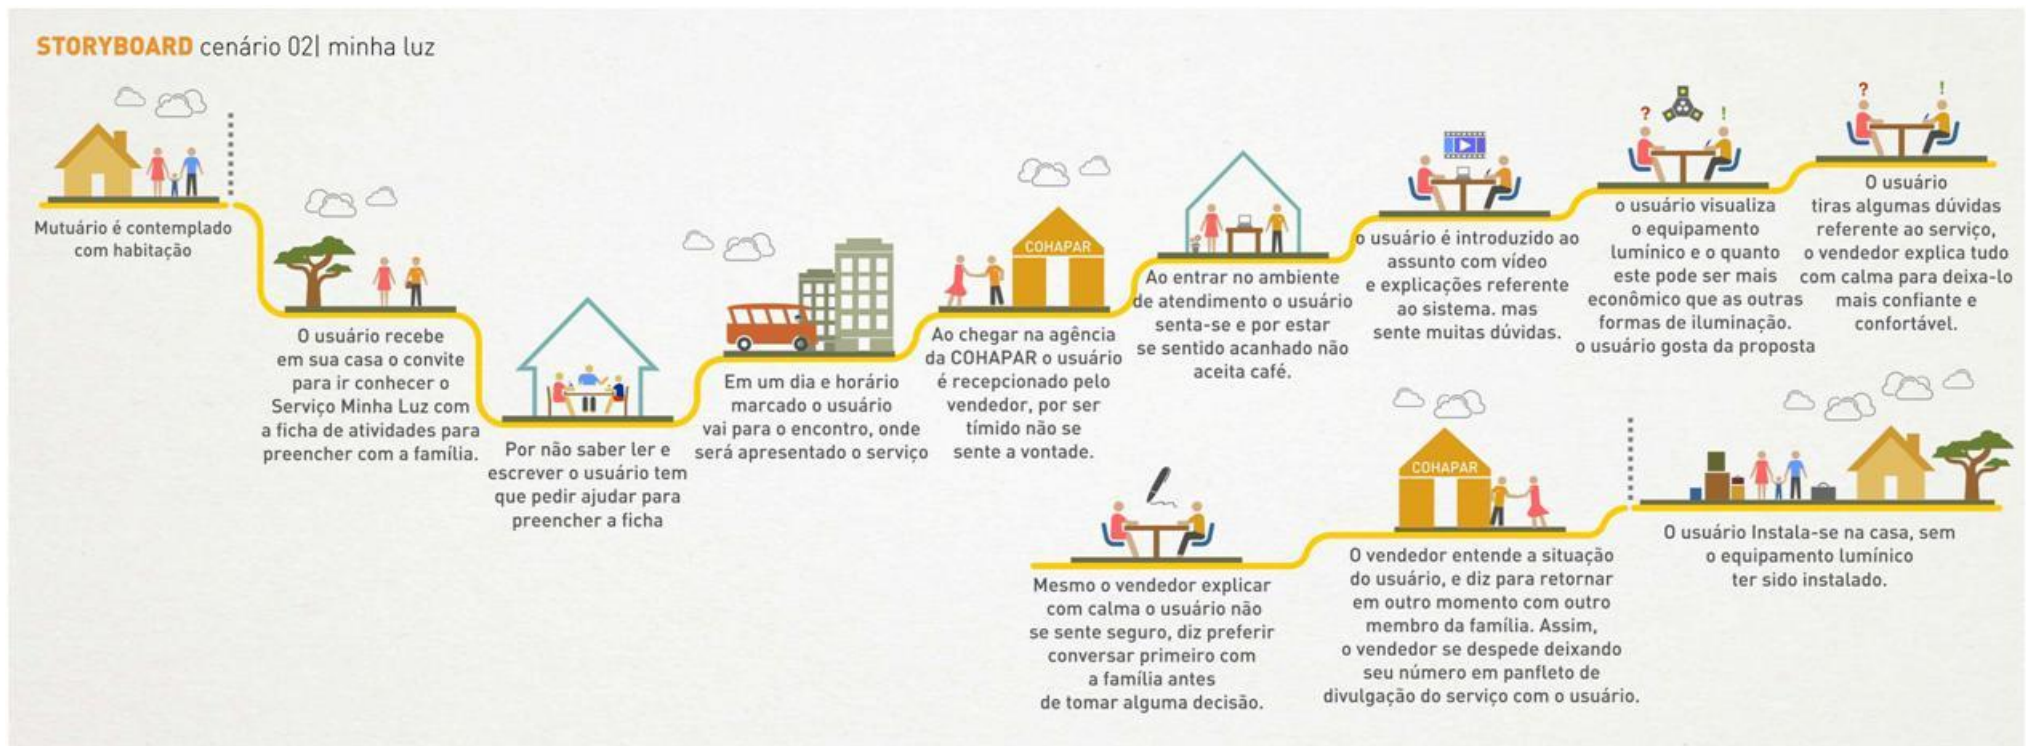 STORYBOARD cenário 02| minha luz
Mutuário é contemplado
com habitação
O usuário recebe
em sua casa o convite
para ir conhecer o
Serviço Minha Luz com
a ficha de atividades para
preencher com a família.
Por não saber ler e
escrever o usuário tem
que pedir ajudar para
preencher a ficha
Em um dia e horário
marcado o usuário
vai para o encontro, onde
será apresentado o serviço
COHAPAR
Ao chegar na agência
da COHAPAR o usuário
é recepcionado pelo
vendedor, por ser
tímido não se
sente a vontade.
Ao entrar no ambiente
de atendimento o usuário
senta-se e por estar
se sentido acanhado não
aceita café.
o usuário é introduzido ao
assunto com vídeo
e explicações referente
ao sistema. mas
sente muitas dúvidas.
? !
o usuário visualiza
o equipamento
lumínico e o quanto
este pode ser mais
econômico que as outras
formas de iluminação.
o usuário gosta da proposta
? !
O usuário
tiras algumas dúvidas
referente ao serviço,
o vendedor explica tudo
com calma para deixa-lo
mais confiante e
confortável.
Mesmo o vendedor explicar
com calma o usuário não
se sente seguro, diz preferir
conversar primeiro com
a família antes
de tomar alguma decisão.
COHAPAR
O vendedor entende a situação
do usuário, e diz para retornar
em outro momento com outro
membro da família. Assim,
o vendedor se despede deixando
seu número em panfleto de
divulgação do serviço com o usuário.
O usuário Instala-se na casa, sem
o equipamento lumínico
ter sido instalado.